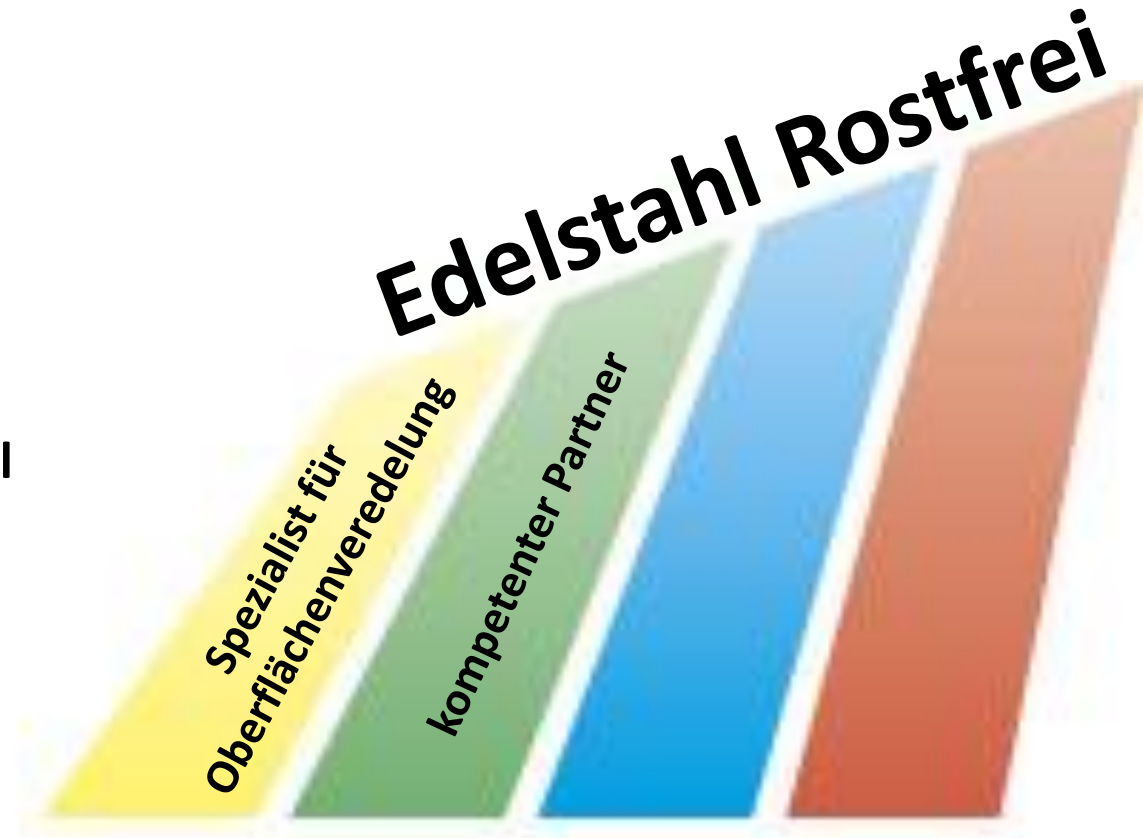 Edelstahl Rostfrei
Spezialist für
Oberflächenveredelung
kompetenter Partner